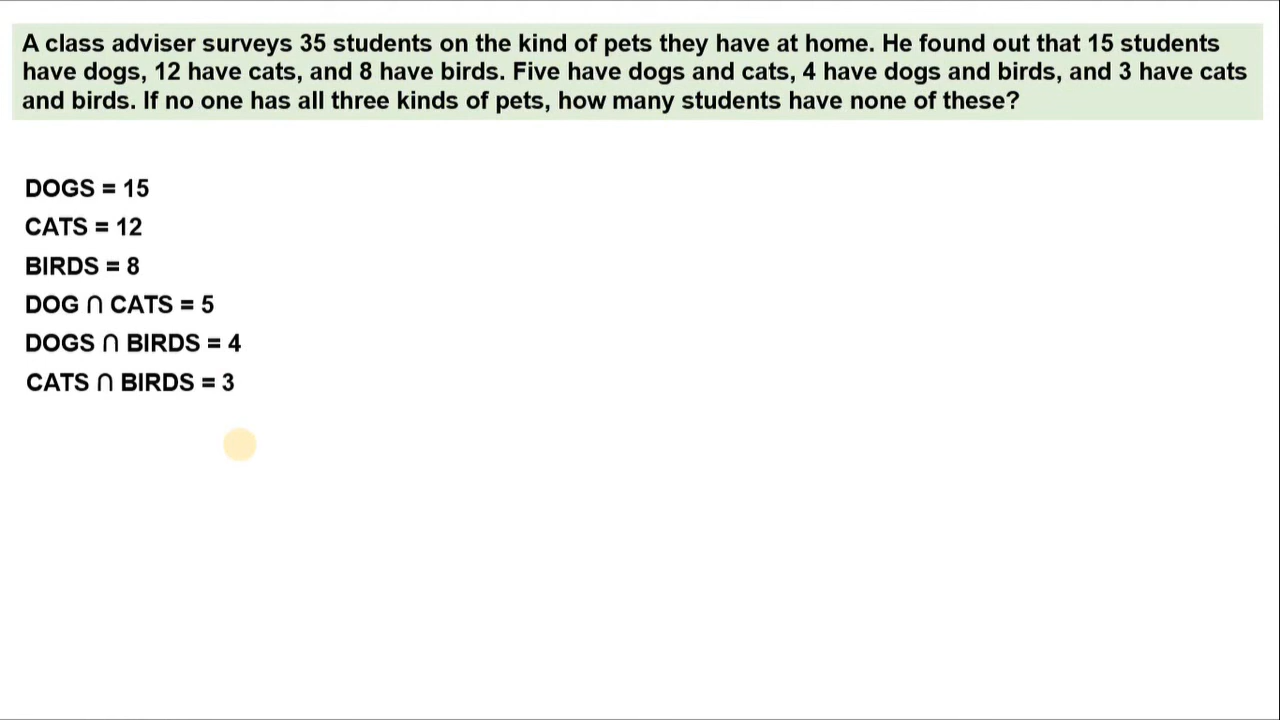 A class adviser surveys 35 students on the kind of pets they have at home. He found out that 15 students
have dogs, 12 have cats, and 8 have birds. Five have dogs and cats, 4 have dogs and birds, and 3 have cats
and birds. If no one has all three kinds of pets, how many students have none of these?
DOGS = 15
CATS = 12
BIRDS = 8
DOG ∩ CATS = 5
DOGS ∩ BIRDS = 4
CATS ∩ BIRDS = 3